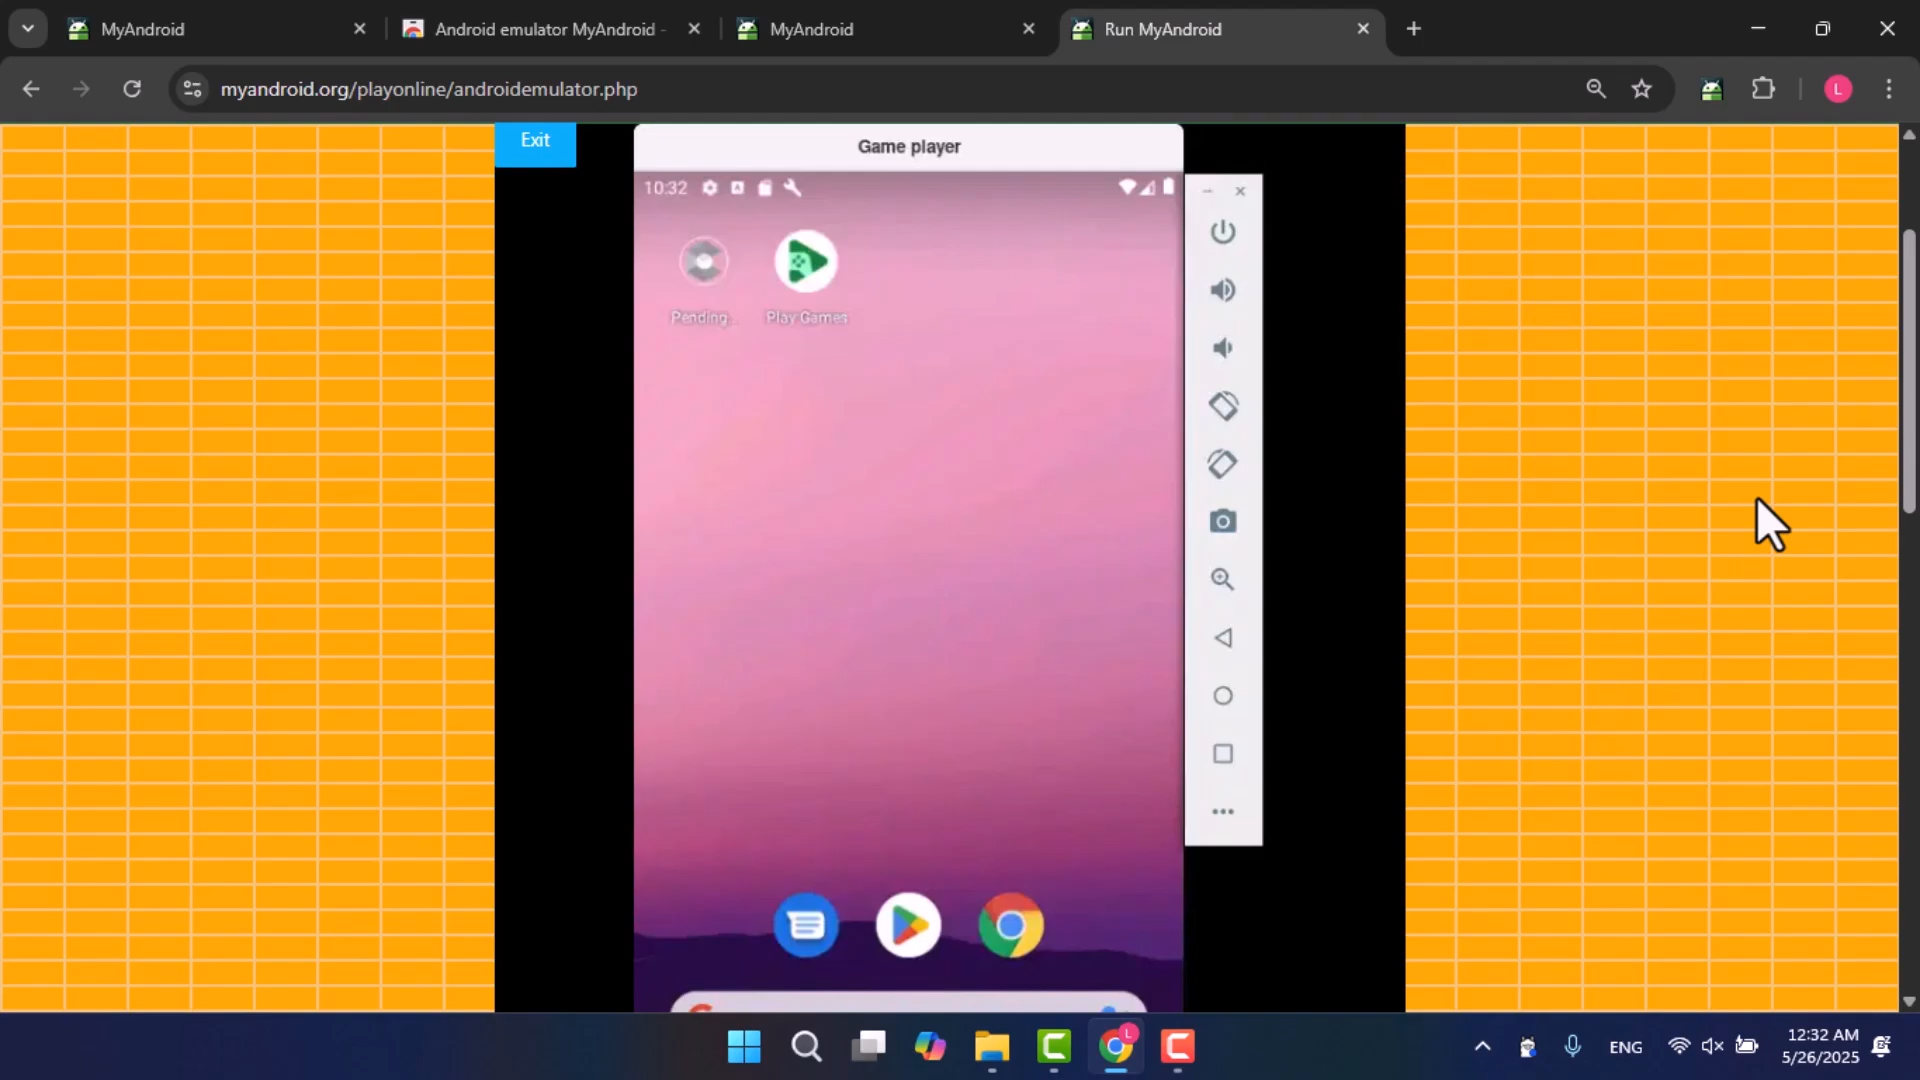 MyAndroid
Android emulator MyAndroid -
MyAndroid
Run MyAndroid
myandroid.org/playonline/androidemulator.php
L
Exit
Game player
10:32
Pending...
Play Games
L
ENG
12:32 AM
5/26/2025